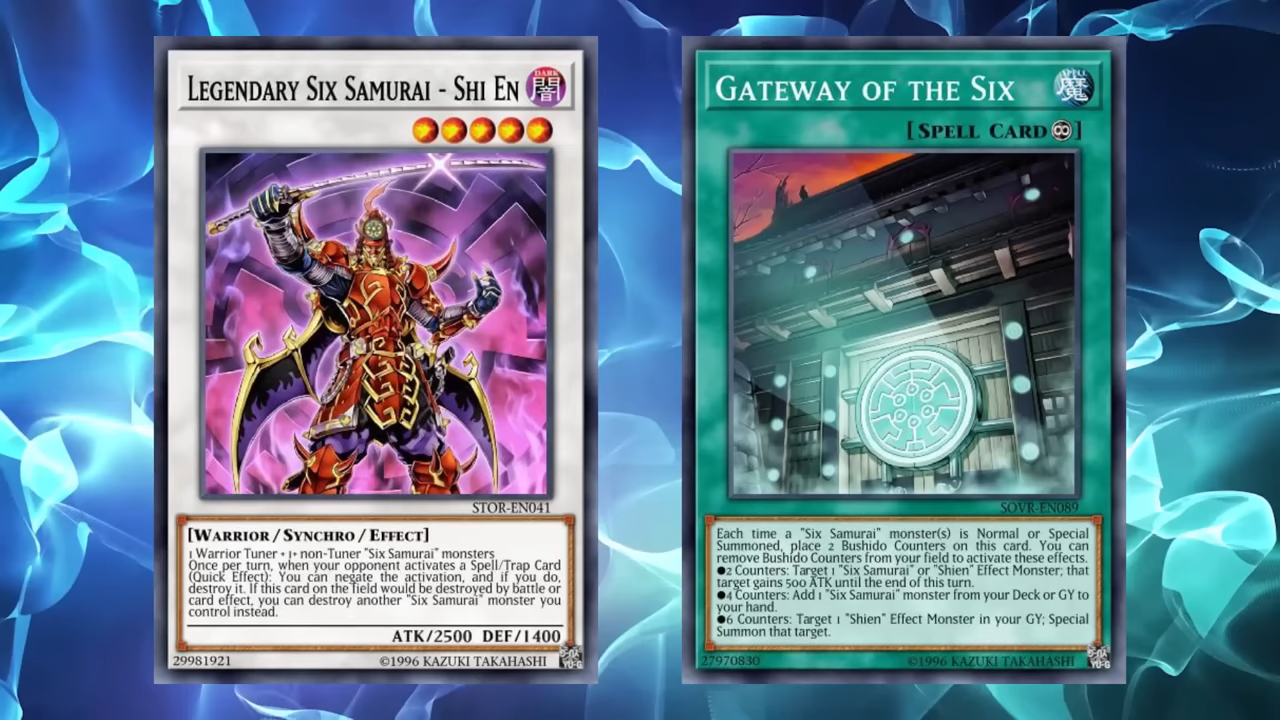 LEGENDARY SIX SAMURAI - SHI EN
DARK
闇
STOR-EN041
[WARRIOR / SYNCHRO / EFFECT]
1 Warrior Tuner + 1+ non-Tuner "Six Samurai" monsters
Once per turn, when your opponent activates a Spell/Trap Card
(Quick Effect): You can negate the activation, and if you do,
destroy it. If this card on the field would be destroyed by battle or
card effect, you can destroy another "Six Samurai" monster you
control instead.
ATK/2500 DEF/1400
29981921
©1996 KAZUKI TAKAHASHI
GATEWAY OF THE SIX
SPELL
魔
[SPELL CARD]
SOVR-EN089
Each time a "Six Samurai" monster(s) is Normal or Special
Summoned, place 2 Bushido Counters on this card. You can
remove Bushido Counters from your field to activate these effects.
●2 Counters: Target 1 "Six Samurai" or "Shien" Effect Monster; that
target gains 500 ATK until the end of this turn.
●4 Counters: Add 1 "Six Samurai" monster from your Deck or GY to
your hand.
●6 Counters: Target 1 "Shien" Effect Monster in your GY; Special
Summon that target.
27970830
©1996 KAZUKI TAKAHASHI